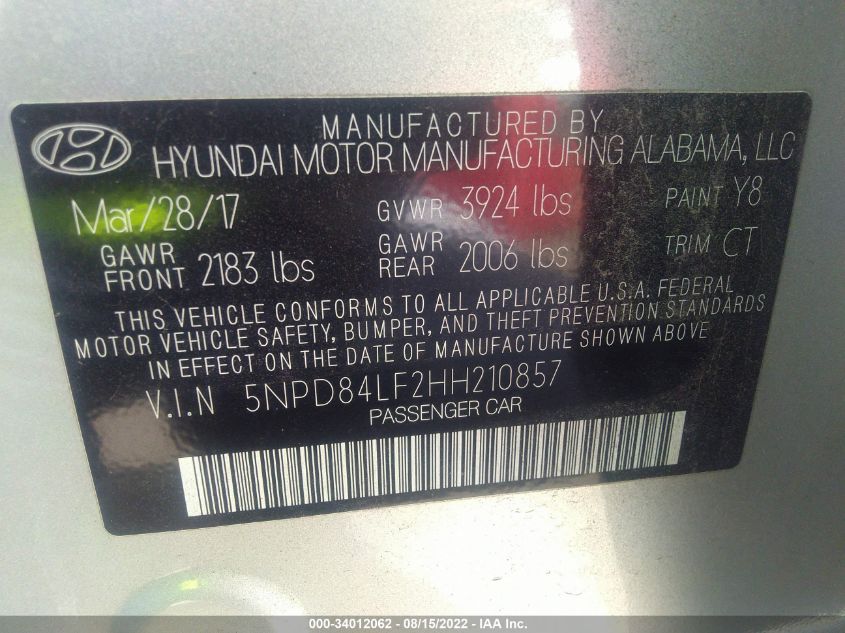 MANUFACTURED BY
HYUNDAI MOTOR MANUFACTURING ALABAMA, LLC
Mar/28/17 GVWR 3924 lbs PAINT Y8
GAWR FRONT 2183 lbs GAWR REAR 2006 lbs TRIM CT
THIS VEHICLE CONFORMS TO ALL APPLICABLE U.S.A. FEDERAL
MOTOR VEHICLE SAFETY, BUMPER, AND THEFT PREVENTION STANDARDS
IN EFFECT ON THE DATE OF MANUFACTURE SHOWN ABOVE
V.I.N 5NPD84LF2HH210857
PASSENGER CAR
000-34012062 - 08/15/2022 - IAA Inc.